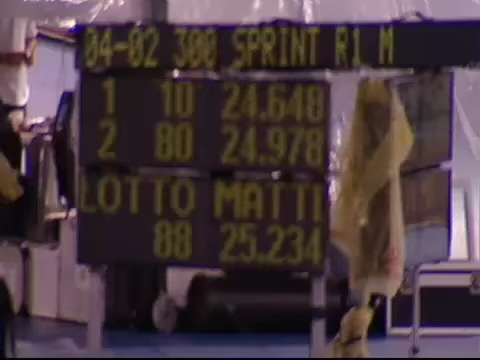 04-02 300 SPRINT R1 M
1 10 24.648
2 80 24.978
LOTTO MATTI
88 25.234